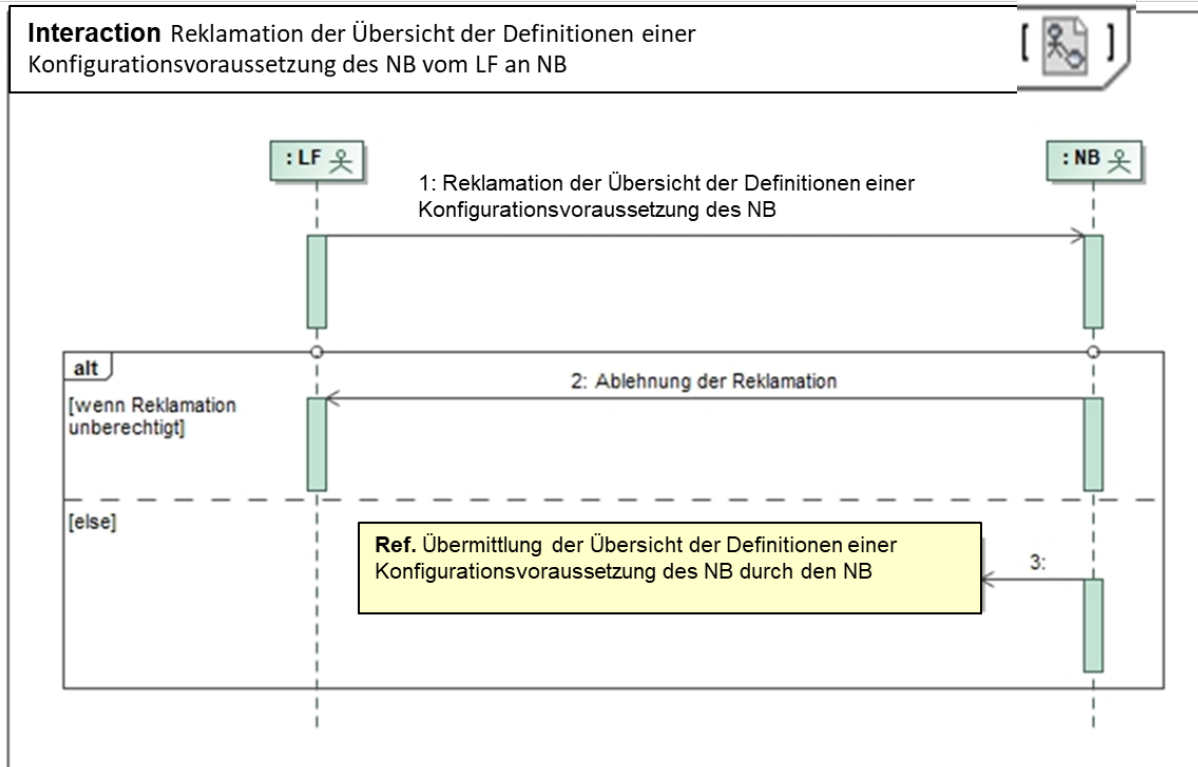 Interaction Reklamation der Übersicht der Definitionen einer
Konfigurationsvoraussetzung des NB vom LF an NB
[ ]
: LF
: NB
1: Reklamation der Übersicht der Definitionen einer
Konfigurationsvoraussetzung des NB
alt
2: Ablehnung der Reklamation
[wenn Reklamation
unberechtigt]
[else]
Ref. Übermittlung der Übersicht der Definitionen einer
Konfigurationsvoraussetzung des NB durch den NB
3: